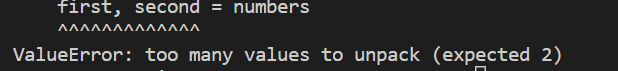 first, second = numbers
^^^^^^^^^^^^^
ValueError: too many values to unpack (expected 2)